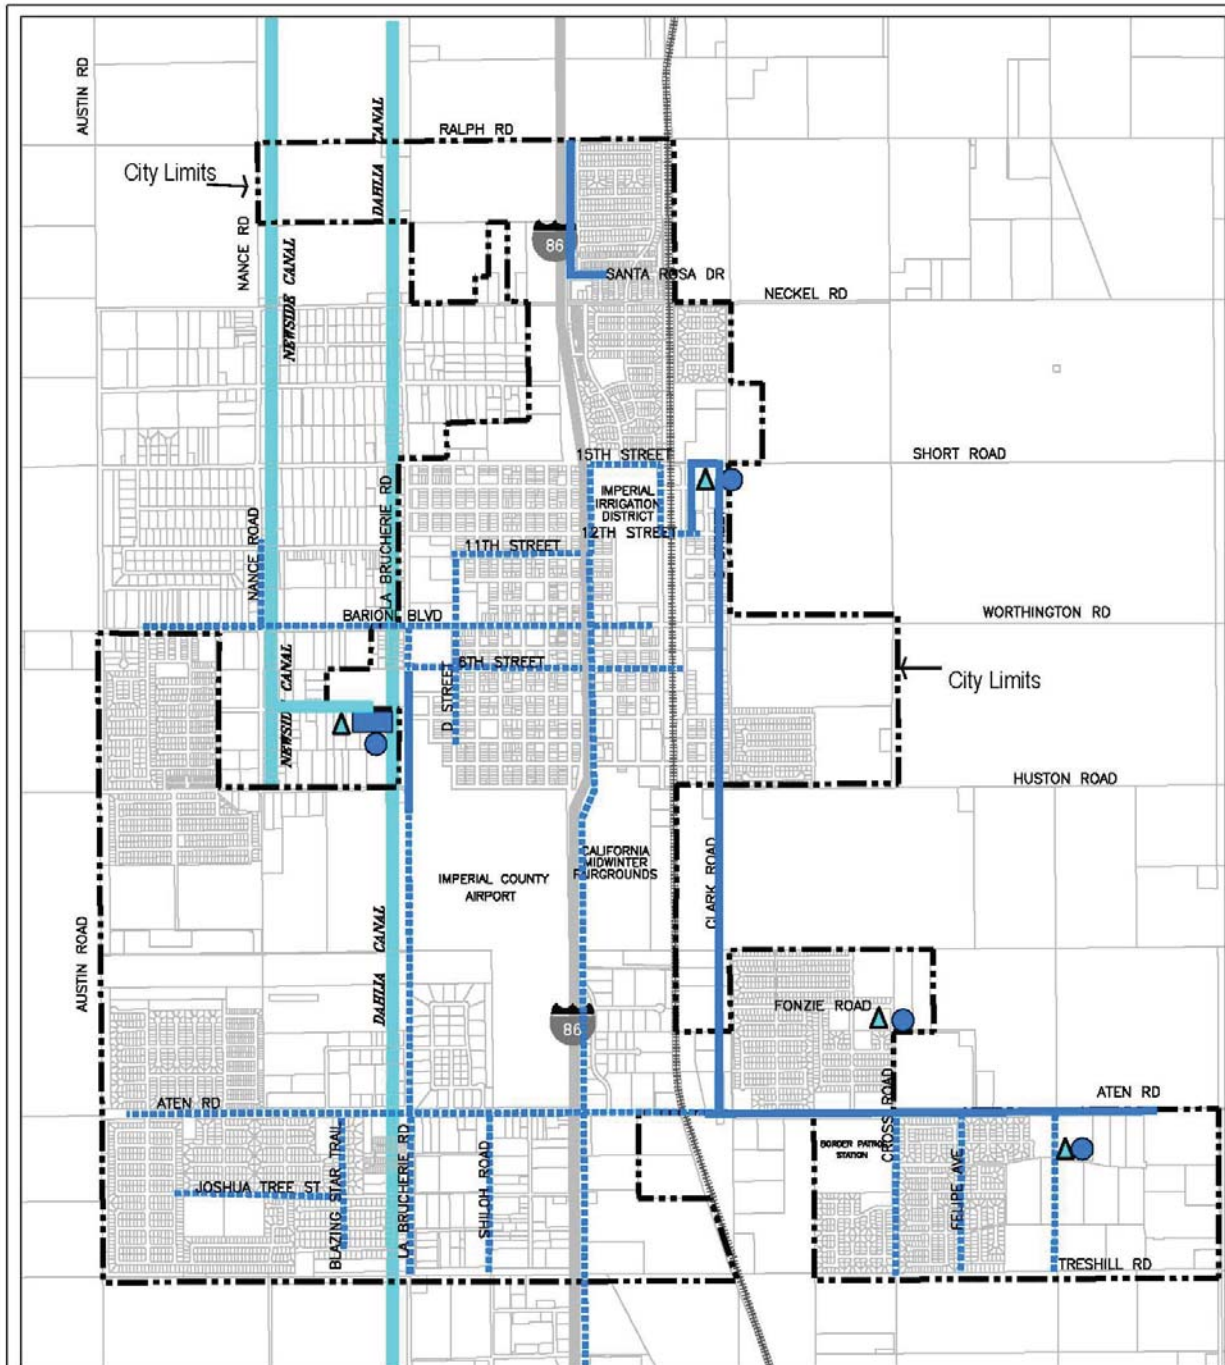 AUSTIN RD
RALPH RD
DAHLIA CANAL
City Limits
NANCE RD
NEWSIDE CANAL
86
SANTA ROSA DR
NECKEL RD
15TH STREET
SHORT ROAD
IMPERIAL
IRRIGATION
DISTRICT
12TH STREET
11TH STREET
NANCE ROAD
LA BRUCHERIE RD
BARIONI BLVD
WORTHINGTON RD
6TH STREET
City Limits
NEWSIDE CANAL
D STREET
HUSTON ROAD
IMPERIAL COUNTY
AIRPORT
CALIFORNIA
MIDWINTER
FAIRGROUNDS
CLARK ROAD
AUSTIN ROAD
DAHLIA CANAL
86
FONZIE ROAD
ATEN RD
ATEN RD
CROSS ROAD
BORDER PATROL
STATION
BLAZING STAR TRAIL
LA BRUCHERIE RD
SHILOH ROAD
FELIPE AVE
JOSHUA TREE ST
TRESHILL RD